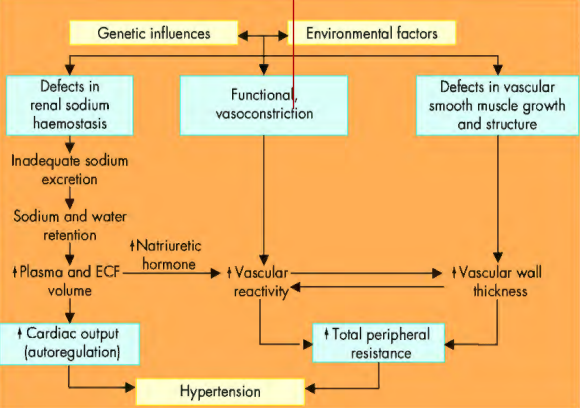 Genetic influences
Environmental factors
Defects in
renal sodium
haemostasis
Functional,
vasoconstriction
Defects in vascular
smooth muscle growth
and structure
Inadequate sodium
excretion
Sodium and water
retention
↑Natriuretic
hormone
↑Plasma and ECF
volume
↑Vascular
reactivity
↑Vascular wall
thickness
↑Cardiac output
(autoregulation)
↑Total peripheral
resistance
Hypertension